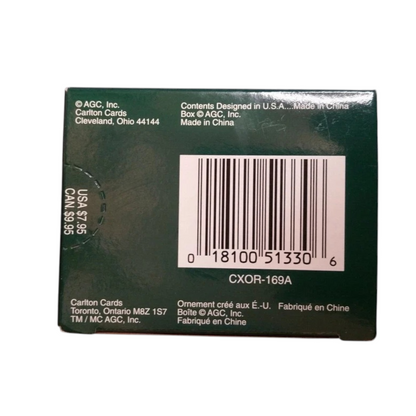 © AGC, Inc.
Carlton Cards
Cleveland, Ohio 44144
Contents Designed in U.S.A....Made in China
Box © AGC, Inc.
Made in China
USA $7.95
CAN. $9.95
0 18100 51330 6
CXOR-169A
Carlton Cards
Toronto, Ontario M8Z 1S7
TM / MC AGC, Inc.
Ornement créé aux É.-U. Fabriqué en Chine
Boîte © AGC, Inc.
Fabriqué en Chine